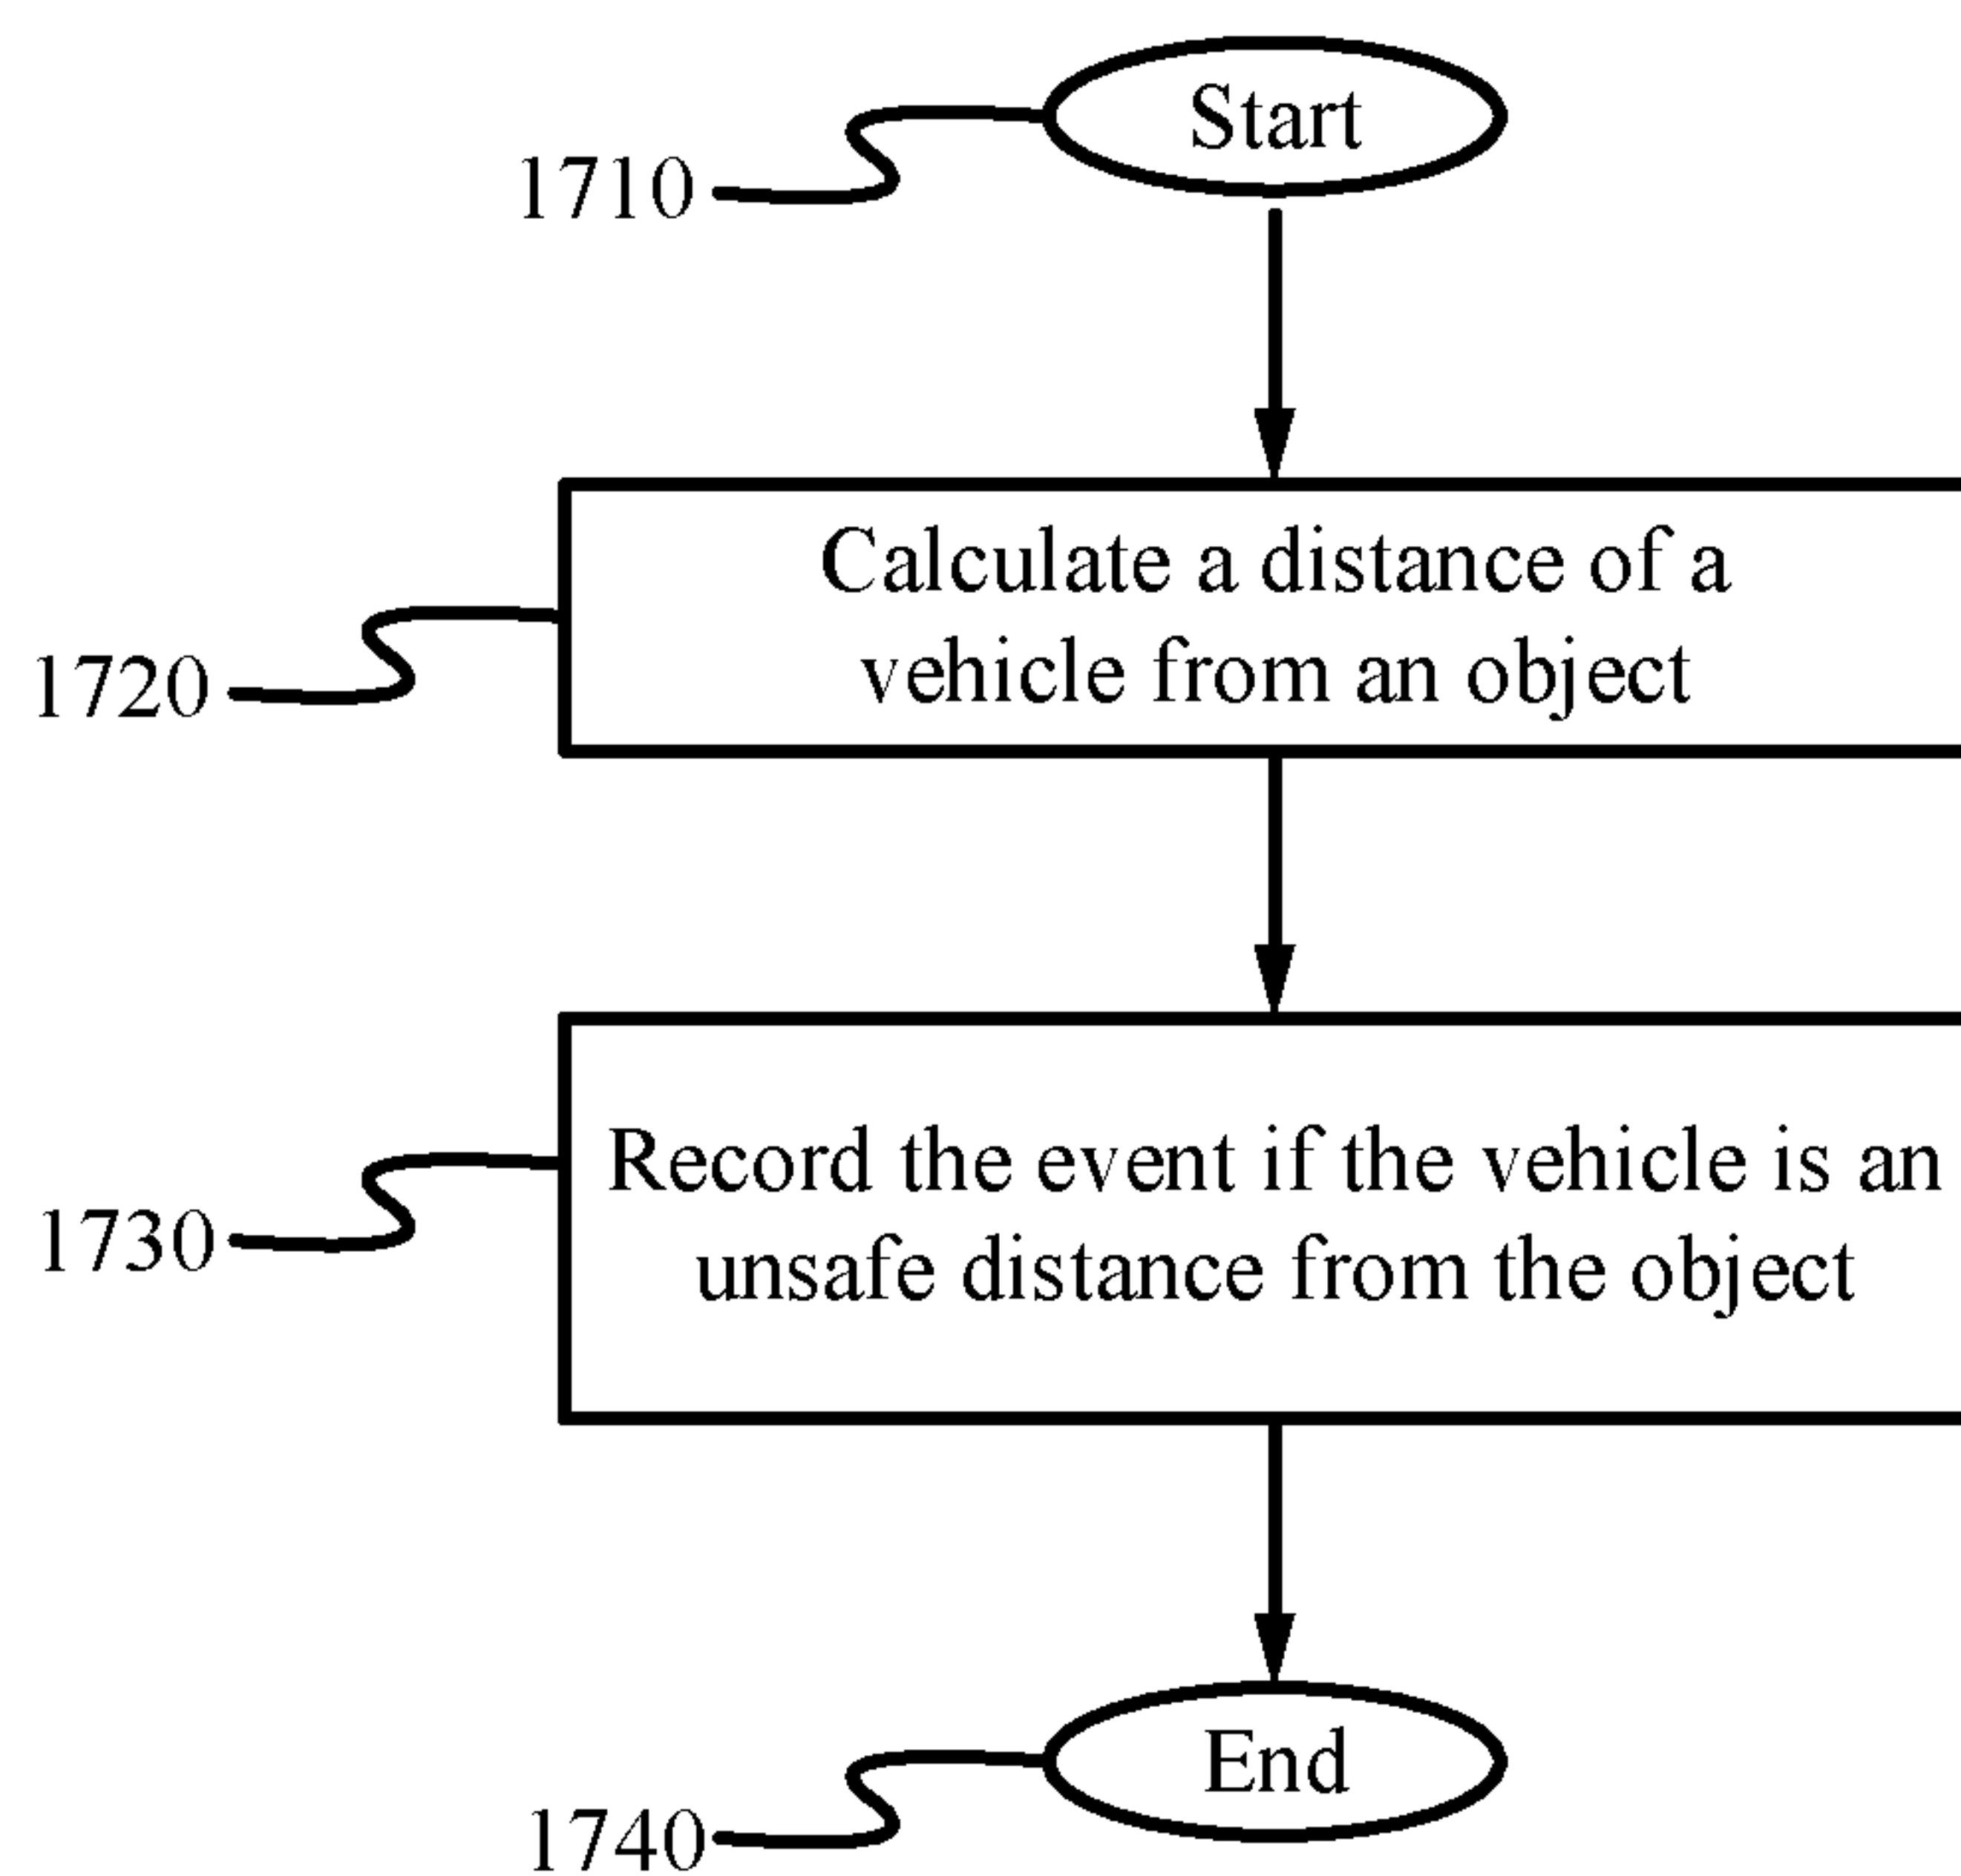 Start
1710
Calculate a distance of a
vehicle from an object
1720
Record the event if the vehicle is an
unsafe distance from the object
1730
End
1740